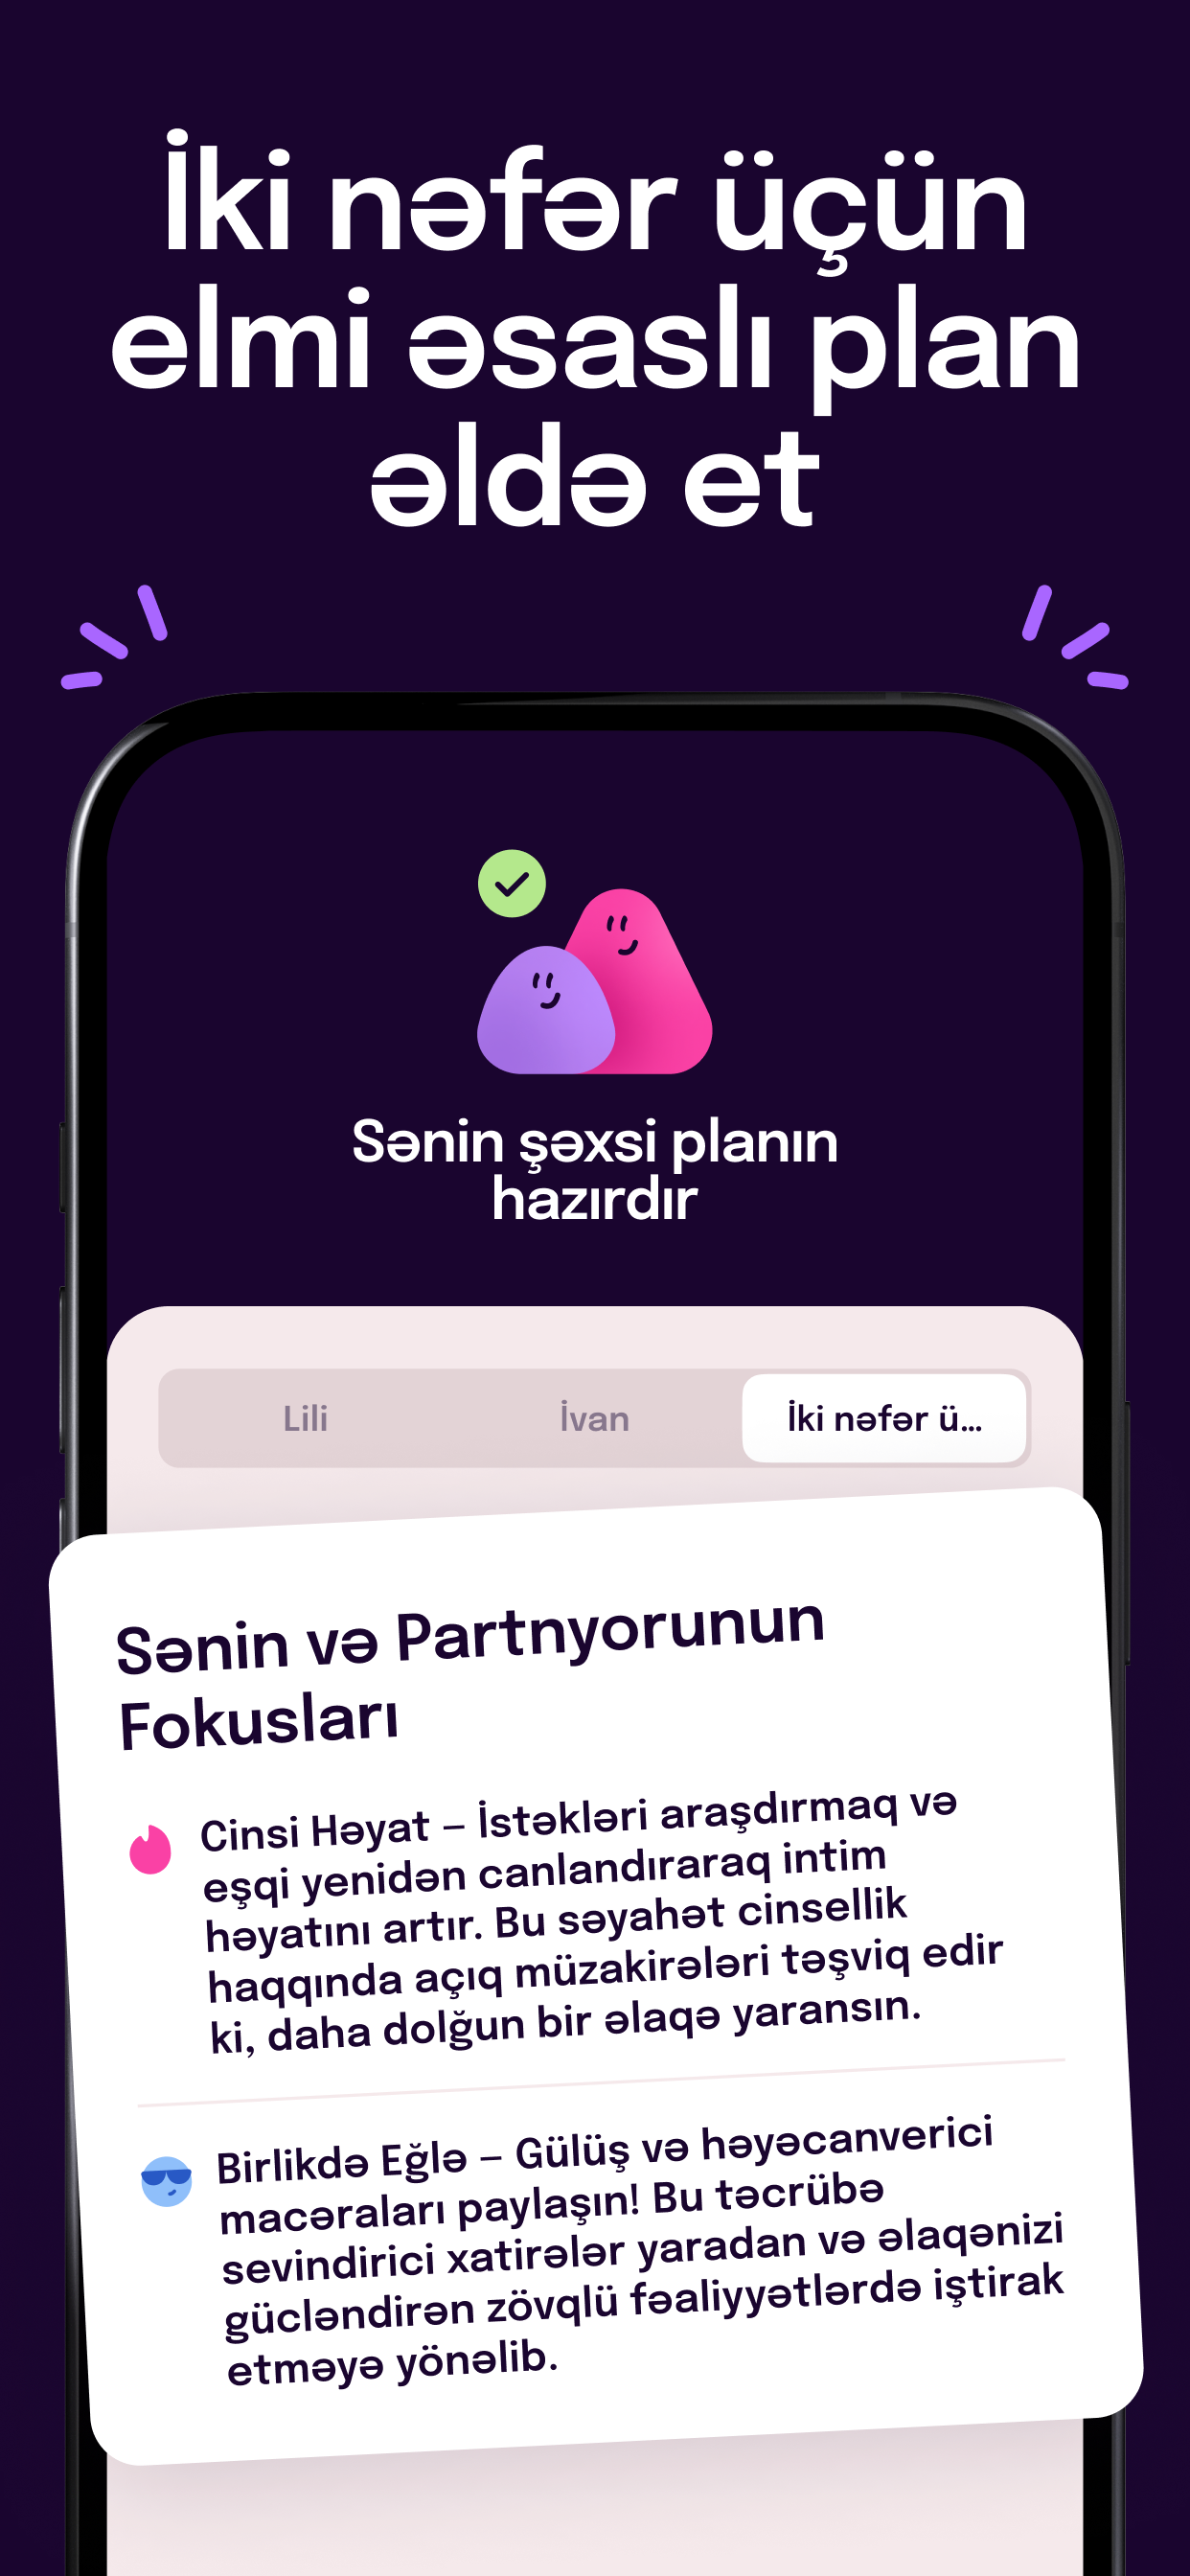 İki nəfər üçün
elmi əsaslı plan
əldə et
Sənin şəxsi planın
hazırdır
Lili
İvan
İki nəfər ü...
Sənin və Partnyorunun
Fokusları
Cinsi Həyat – İstəkləri araşdırmaq və
eşqi yenidən canlandıraraq intim
həyatını artır. Bu səyahət cinsellik
haqqında açıq müzakirələri təşviq edir
ki, daha dolğun bir əlaqə yaransın.
Birlikdə Eğlə – Gülüş və həyəcanverici
macəraları paylaşın! Bu təcrübə
sevindirici xatirələr yaradan və əlaqənizi
gücləndirən zövqlü fəaliyyətlərdə iştirak
etməyə yönəlib.